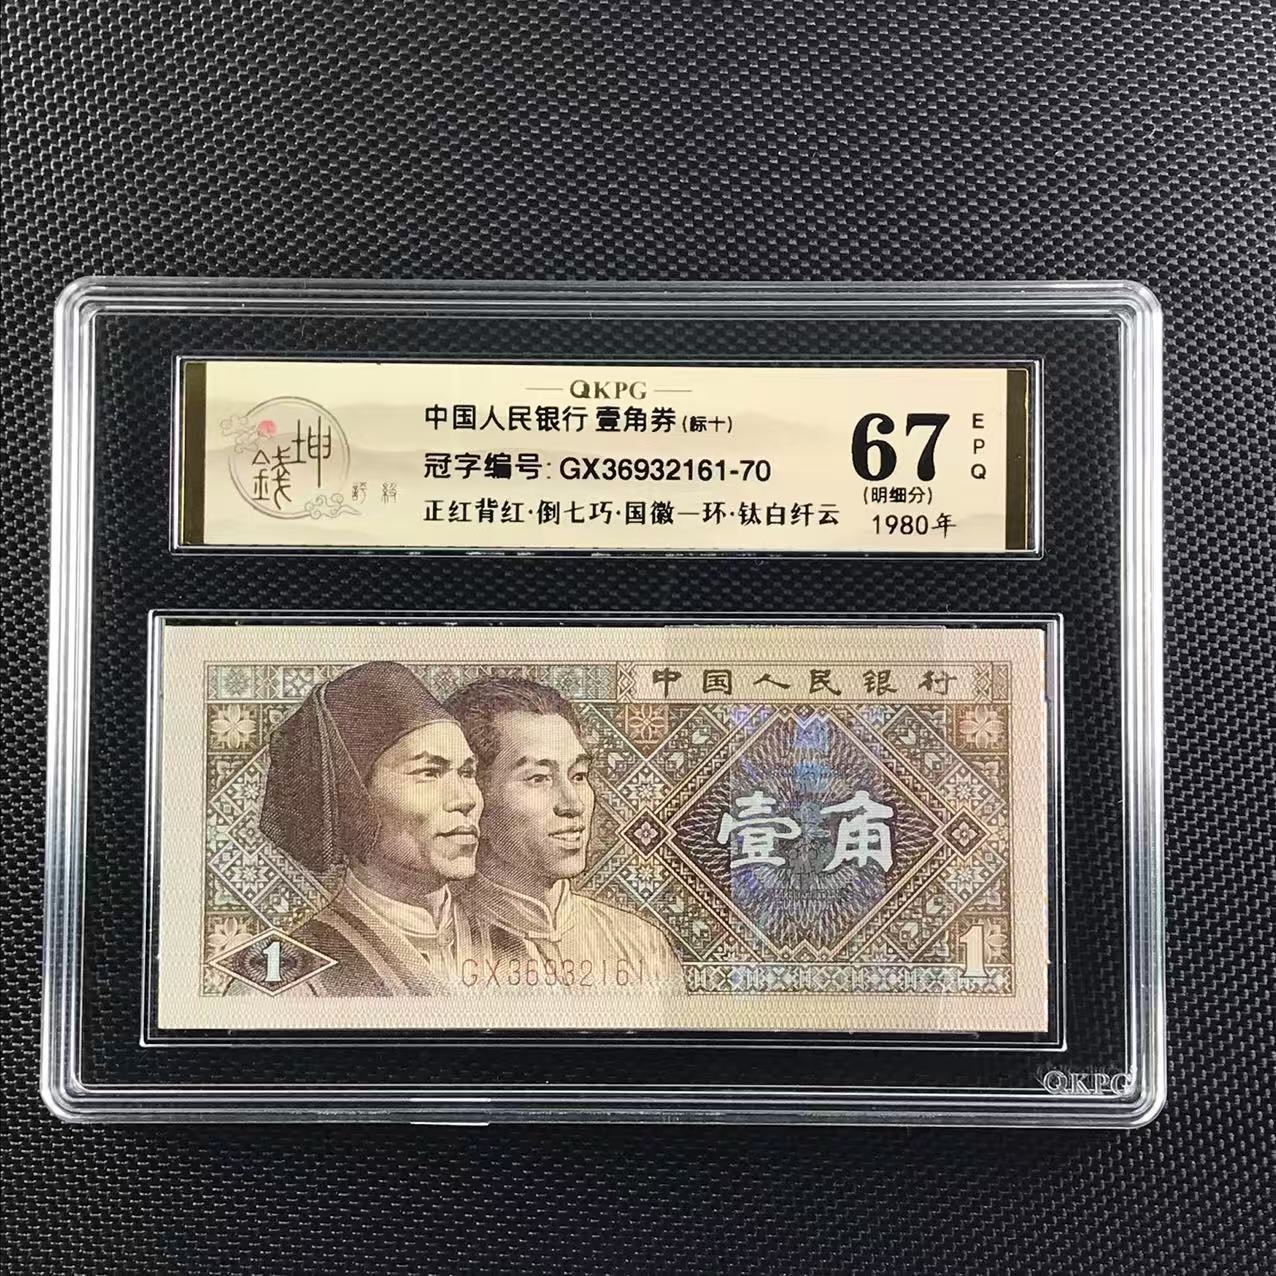 QKPG
中国人民银行 壹角券(标十)
冠字编号: GX36932161-70
正红背红·倒七巧·国徽一环·钛白纤云
67
EPQ
(明细分)
1980年
坤
錢
中国人民银行
壹角
1
GX36932161
1
QKPG